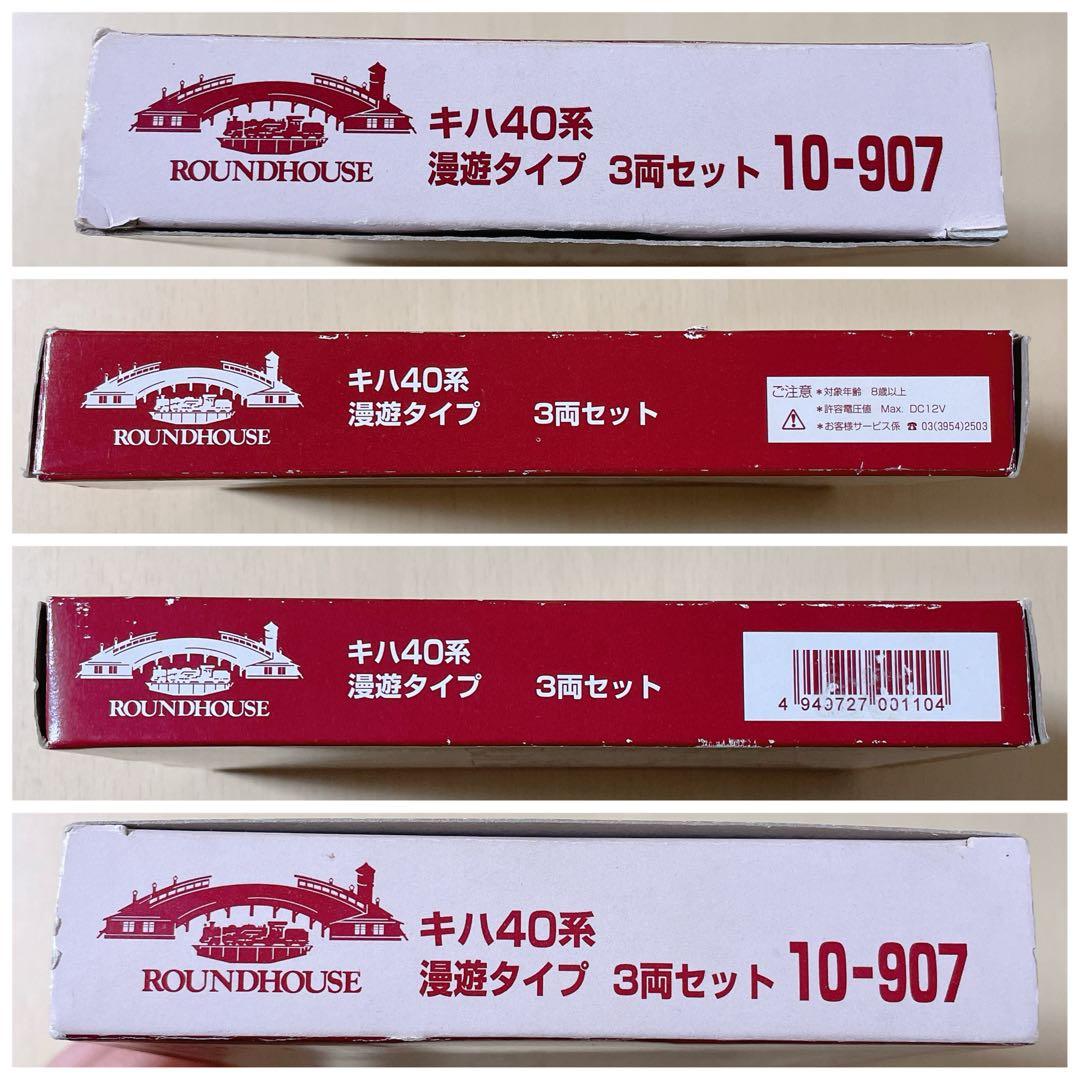 ROUNDHOUSE
キハ40系
漫遊タイプ 3両セット 10-907
ROUNDHOUSE
キハ40系
漫遊タイプ 3両セット
ご注意 *対象年齢 8歳以上
*許容電圧値 Max. DC12V
*お客様サービス係 ☎ 03(3954)2503
ROUNDHOUSE
キハ40系
漫遊タイプ 3両セット
4 940727 001104
ROUNDHOUSE
キハ40系
漫遊タイプ 3両セット 10-907